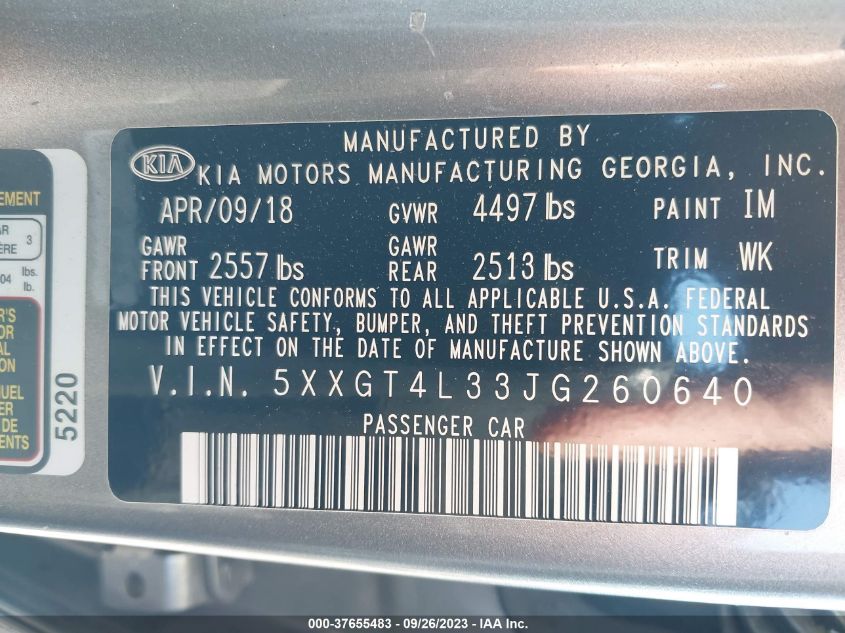 MANUFACTURED BY
KIA KIA MOTORS MANUFACTURING GEORGIA, INC.
APR/09/18 GVWR 4497 lbs PAINT IM
GAWR FRONT 2557 lbs GAWR REAR 2513 lbs TRIM WK
THIS VEHICLE CONFORMS TO ALL APPLICABLE U.S.A. FEDERAL
MOTOR VEHICLE SAFETY, BUMPER, AND THEFT PREVENTION STANDARDS
IN EFFECT ON THE DATE OF MANUFACTURE SHOWN ABOVE.
V.I.N. 5XXGT4L33JG260640
PASSENGER CAR
3
lbs.
lb.
5220
000-37655483 - 09/26/2023 - IAA Inc.